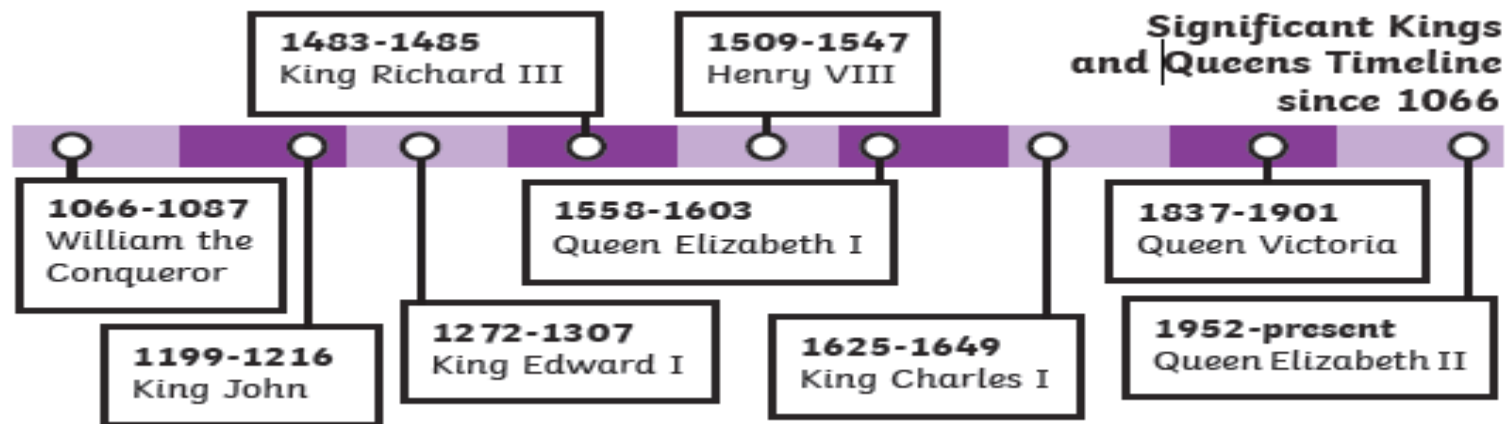 Significant Kings
and Queens Timeline
since 1066
1066-1087
William the
Conqueror
1199-1216
King John
1272-1307
King Edward I
1483-1485
King Richard III
1509-1547
Henry VIII
1558-1603
Queen Elizabeth I
1625-1649
King Charles I
1837-1901
Queen Victoria
1952-present
Queen Elizabeth II